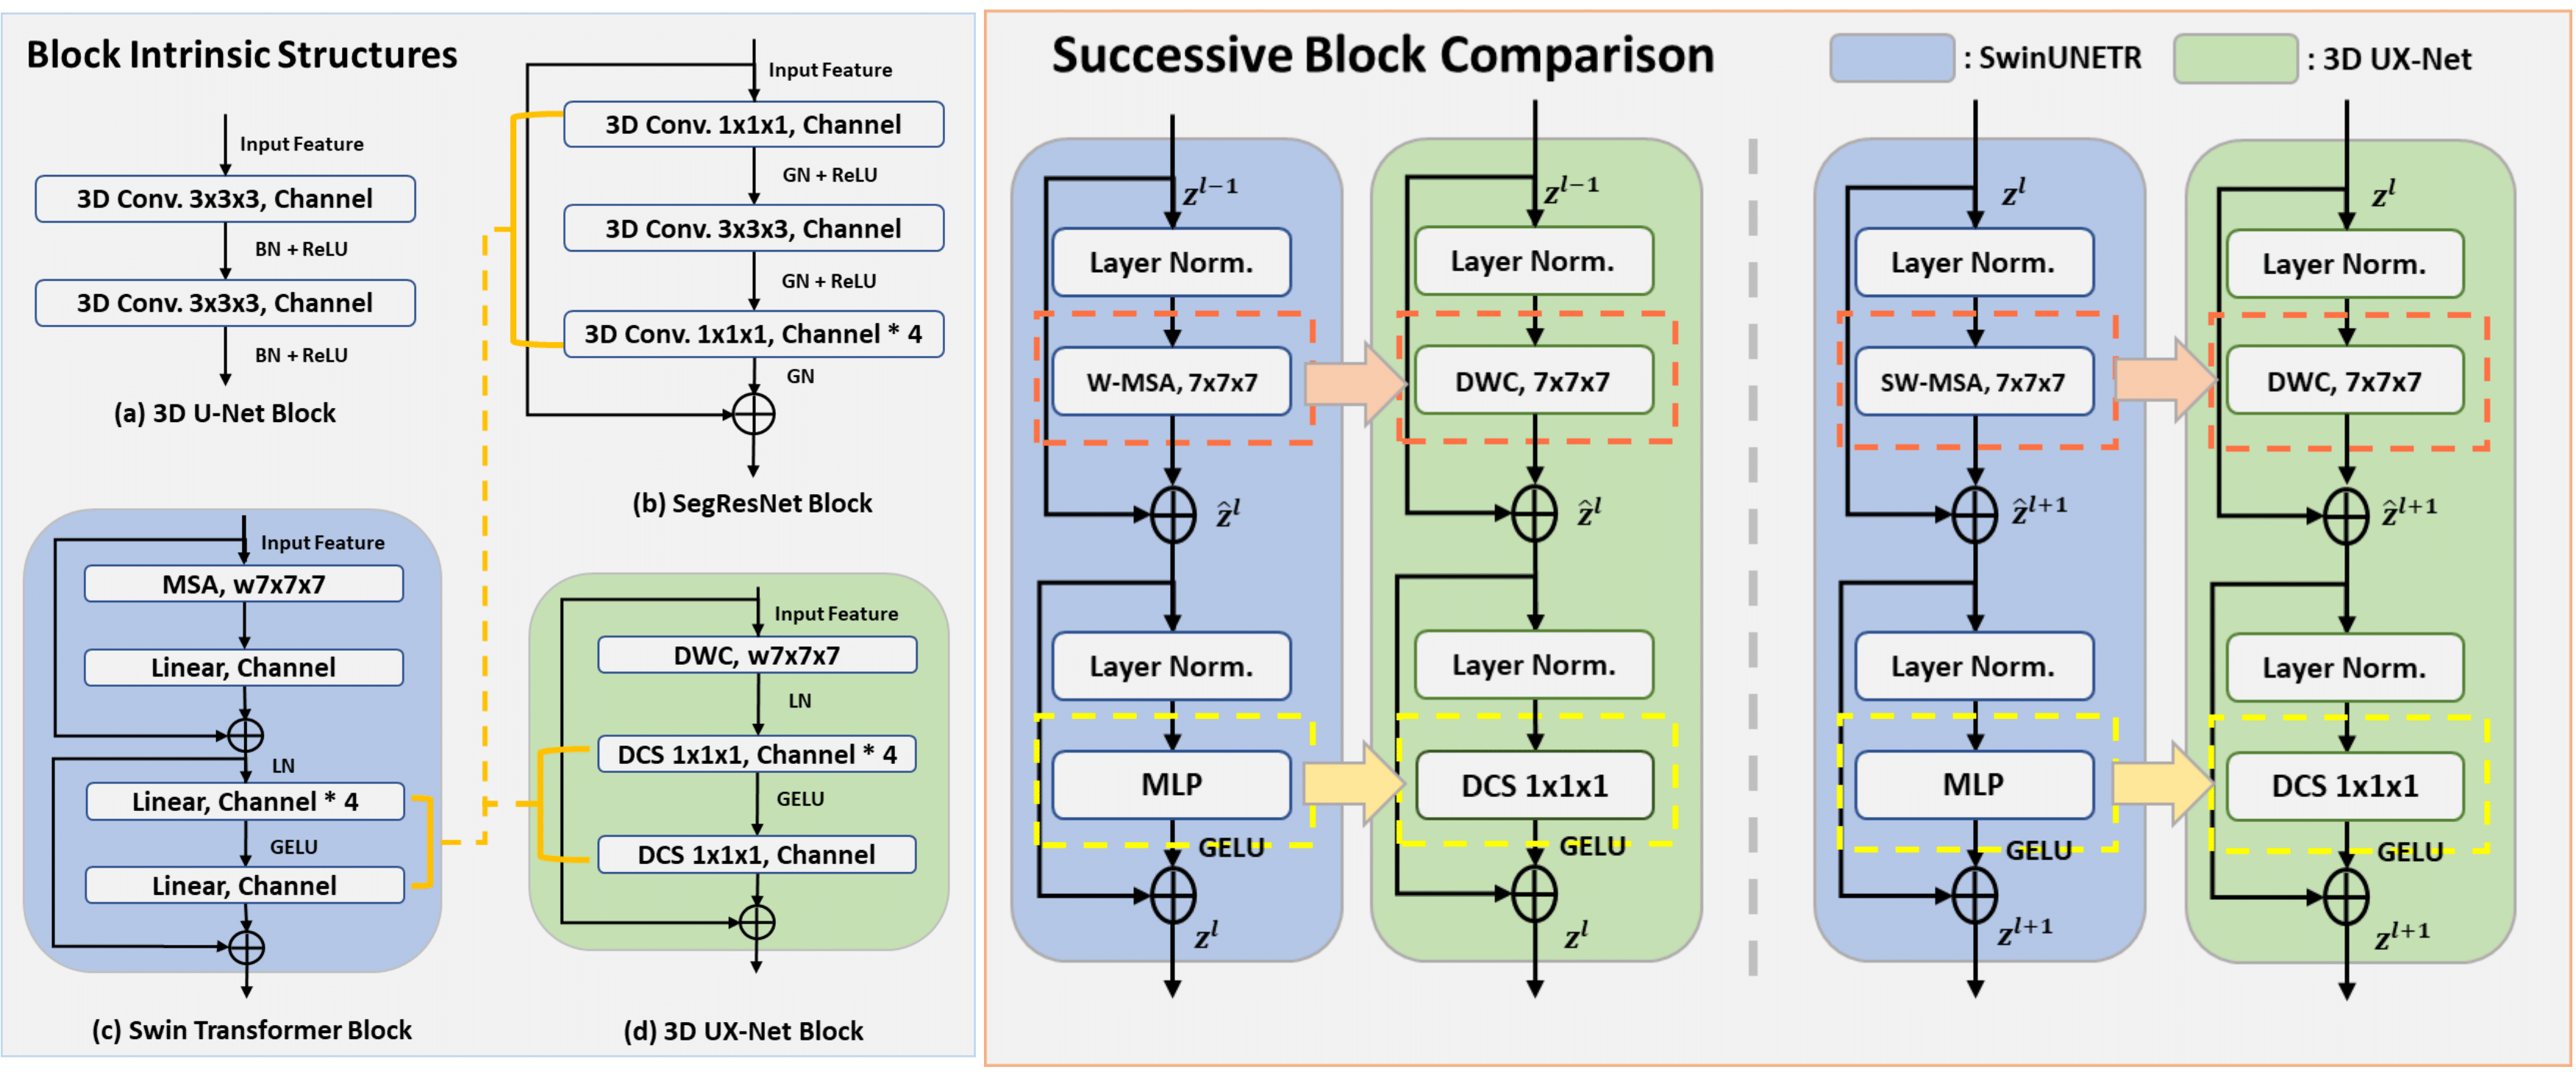 Block Intrinsic Structures
Input Feature
3D Conv. 3x3x3, Channel
BN + ReLU
3D Conv. 3x3x3, Channel
BN + ReLU
(a) 3D U-Net Block
Input Feature
3D Conv. 1x1x1, Channel
GN + ReLU
3D Conv. 3x3x3, Channel
GN + ReLU
3D Conv. 1x1x1, Channel * 4
GN
(b) SegResNet Block
Input Feature
MSA, w7x7x7
Linear, Channel
LN
Linear, Channel * 4
GELU
Linear, Channel
(c) Swin Transformer Block
Input Feature
DWC, w7x7x7
LN
DCS 1x1x1, Channel * 4
GELU
DCS 1x1x1, Channel
(d) 3D UX-Net Block
Successive Block Comparison
: SwinUNETR
: 3D UX-Net
z^{l-1}
Layer Norm.
W-MSA, 7x7x7
ẑ^l
Layer Norm.
MLP
GELU
z^l
z^{l-1}
Layer Norm.
DWC, 7x7x7
ẑ^l
Layer Norm.
DCS 1x1x1
GELU
z^l
z^l
Layer Norm.
SW-MSA, 7x7x7
ẑ^{l+1}
Layer Norm.
MLP
GELU
z^{l+1}
z^l
Layer Norm.
DWC, 7x7x7
ẑ^{l+1}
Layer Norm.
DCS 1x1x1
GELU
z^{l+1}